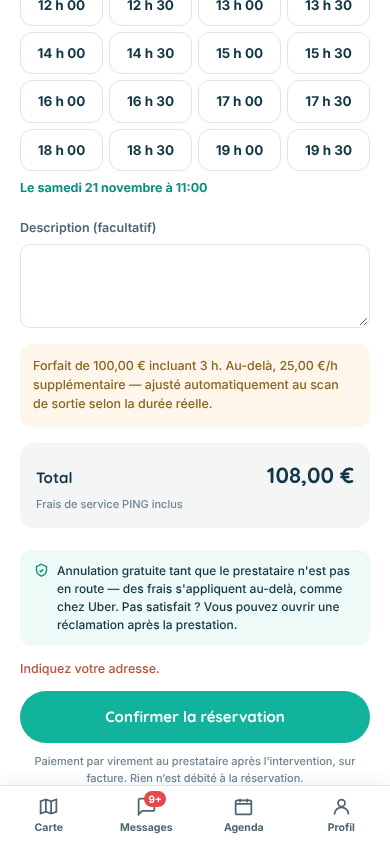 12 h 00 12 h 30 13 h 00 13 h 30
14 h 00 14 h 30 15 h 00 15 h 30
16 h 00 16 h 30 17 h 00 17 h 30
18 h 00 18 h 30 19 h 00 19 h 30
Le samedi 21 novembre à 11:00
Description (facultatif)
Forfait de 100,00 € incluant 3 h. Au-delà, 25,00 €/h
supplémentaire — ajusté automatiquement au scan
de sortie selon la durée réelle.
Total 108,00 €
Frais de service PING inclus
Annulation gratuite tant que le prestataire n'est pas
en route — des frais s'appliquent au-delà, comme
chez Uber. Pas satisfait ? Vous pouvez ouvrir une
réclamation après la prestation.
Indiquez votre adresse.
Confirmer la réservation
Paiement par virement au prestataire après l'intervention, sur
facture. Rien n'est débité à la réservation.
9+
Carte Messages Agenda Profil